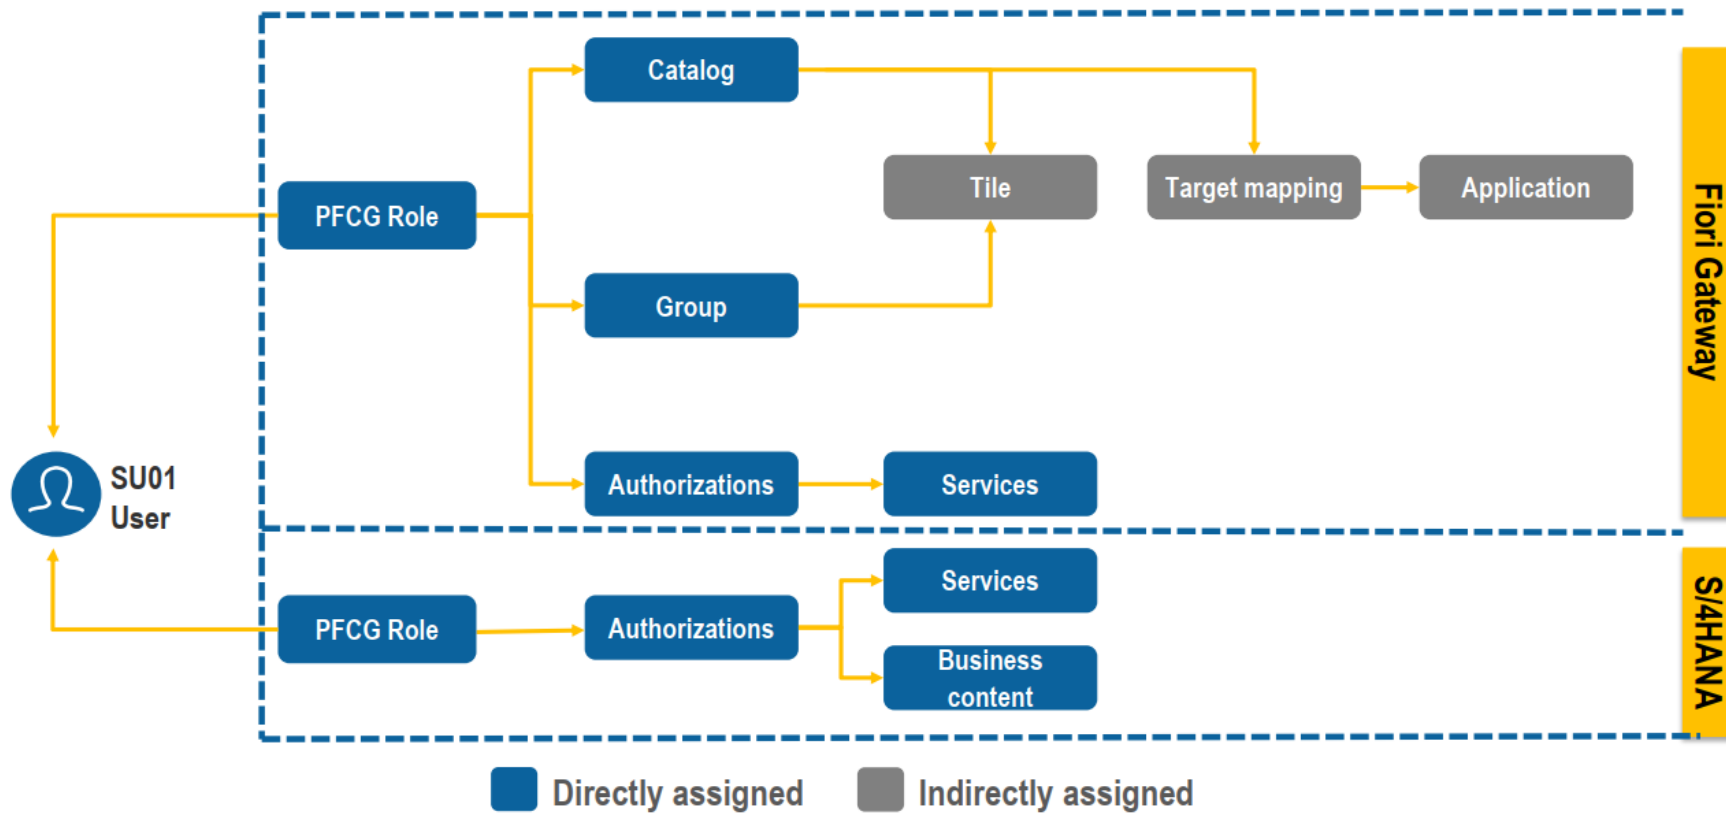 Catalog
Tile
Target mapping
Application
PFCG Role
Group
SU01
User
Authorizations
Services
Fiori Gateway
Services
PFCG Role
Authorizations
Business
content
S/4HANA
Directly assigned
Indirectly assigned